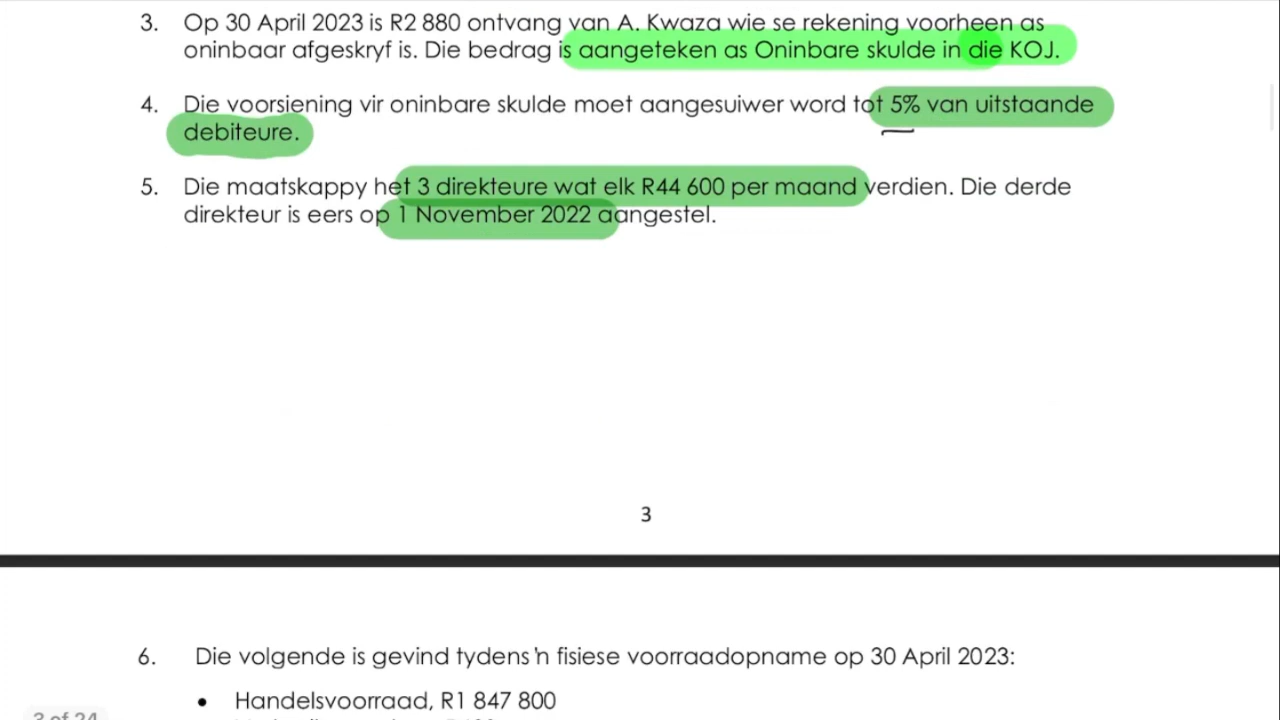 3. Op 30 April 2023 is R2 880 ontvang van A. Kwaza wie se rekening voorheen as
oninbaar afgeskryf is. Die bedrag is aangeteken as Oninbare skulde in die KOJ.
4. Die voorsiening vir oninbare skulde moet aangesuiwer word tot 5% van uitstaande
debiteure.
5. Die maatskappy het 3 direkteure wat elk R44 600 per maand verdien. Die derde
direkteur is eers op 1 November 2022 aangestel.
3
6. Die volgende is gevind tydens 'n fisiese voorraadopname op 30 April 2023:
• Handelsvoorraad, R1 847 800
3 of 24